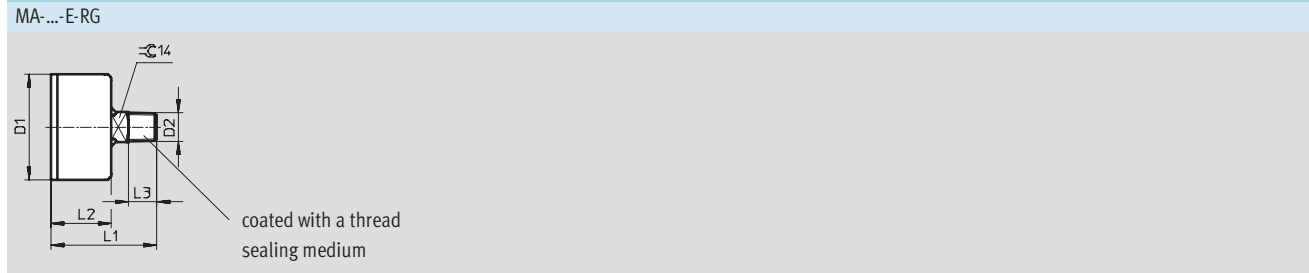 MA-...-E-RG
14
D1
D2
L3
L2
L1
coated with a thread
sealing medium